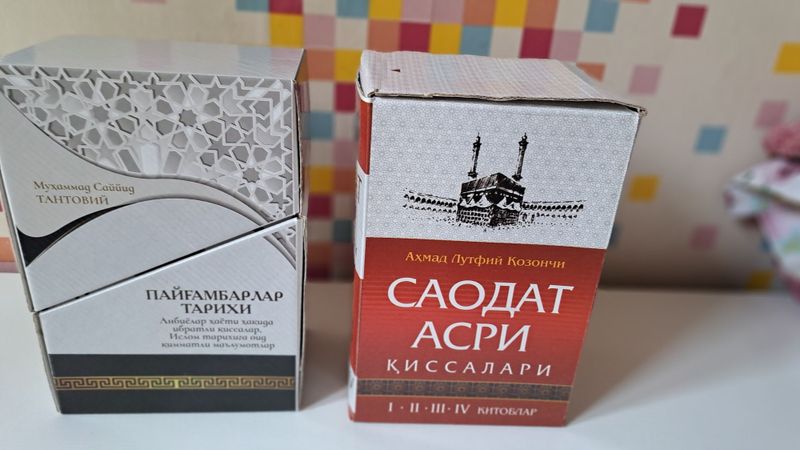 Муҳаммад Саййид
ТАНТОВИЙ
ПАЙҒАМБАРЛАР
ТАРИХИ
Анбиёлар ҳаёти ҳақида
ибратли қиссалар,
Ислом тарихига оид
қимматли маълумотлар
Аҳмад Лутфий Қозончи
САОДАТ
АСРИ
ҚИССАЛАРИ
I · II · III · IV КИТОБЛАР